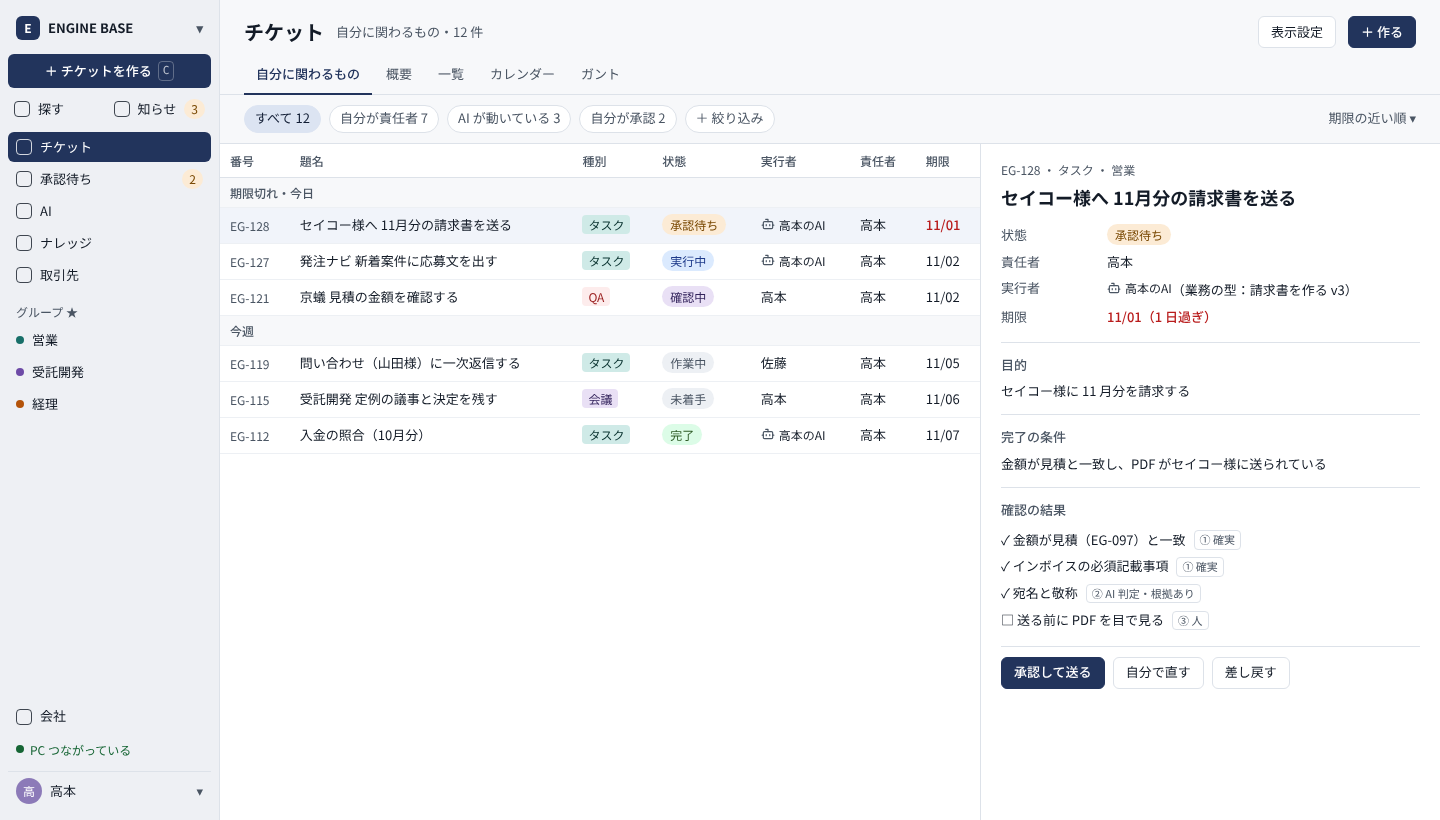 E ENGINE BASE ▾
＋ チケットを作る C
探す 知らせ 3
チケット
承認待ち 2
AI
ナレッジ
取引先
グループ ★
営業
受託開発
経理
会社
PC つながっている
高 高本 ▾
チケット 自分に関わるもの・12 件
表示設定 ＋ 作る
自分に関わるもの 概要 一覧 カレンダー ガント
すべて 12 自分が責任者 7 AI が動いている 3 自分が承認 2 ＋ 絞り込み 期限の近い順 ▾
番号 題名 種別 状態 実行者 責任者 期限
期限切れ・今日
EG-128 セイコー様へ 11月分の請求書を送る タスク 承認待ち 高本のAI 高本 11/01
EG-127 発注ナビ 新着案件に応募文を出す タスク 実行中 高本のAI 高本 11/02
EG-121 京蟻 見積の金額を確認する QA 確認中 高本 高本 11/02
今週
EG-119 問い合わせ（山田様）に一次返信する タスク 作業中 佐藤 高本 11/05
EG-115 受託開発 定例の議事と決定を残す 会議 未着手 高本 高本 11/06
EG-112 入金の照合（10月分） タスク 完了 高本のAI 高本 11/07
EG-128 ・ タスク ・ 営業
セイコー様へ 11月分の請求書を送る
状態 承認待ち
責任者 高本
実行者 高本のAI（業務の型：請求書を作る v3）
期限 11/01（1 日過ぎ）
目的
セイコー様に 11 月分を請求する
完了の条件
金額が見積と一致し、PDF がセイコー様に送られている
確認の結果
✓ 金額が見積（EG-097）と一致 ① 確実
✓ インボイスの必須記載事項 ① 確実
✓ 宛名と敬称 ② AI 判定・根拠あり
☐ 送る前に PDF を目で見る ③ 人
承認して送る 自分で直す 差し戻す